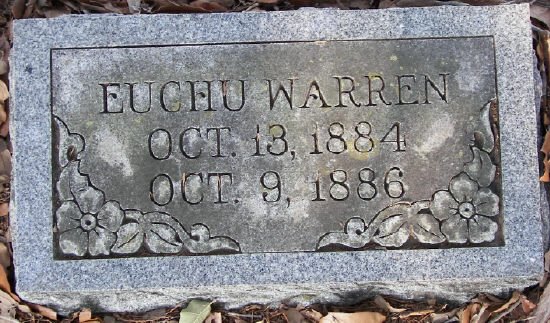 EUCHU WARREN
OCT. 13, 1884
OCT. 9, 1886